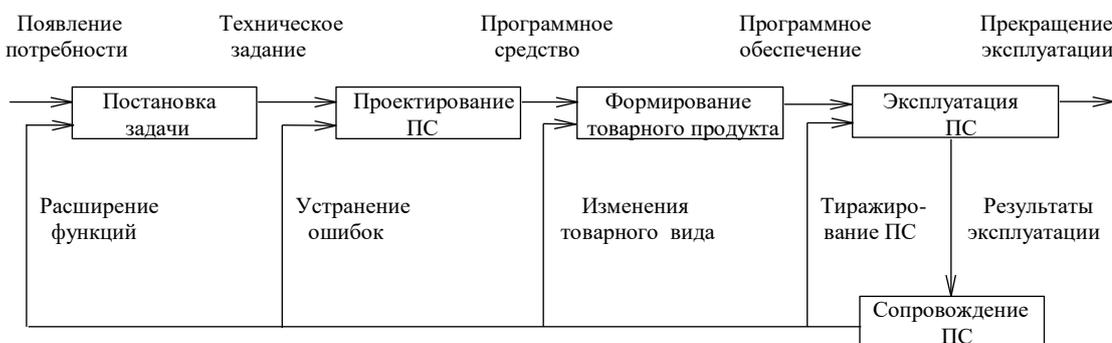 Появление
потребности
Техническое
задание
Программное
средство
Программное
обеспечение
Прекращение
эксплуатации
Постановка
задачи
Проектирование
ПС
Формирование
товарного продукта
Эксплуатация
ПС
Расширение
функций
Устранение
ошибок
Изменения
товарного вида
Тиражиро-
вание ПС
Результаты
эксплуатации
Сопровождение
ПС